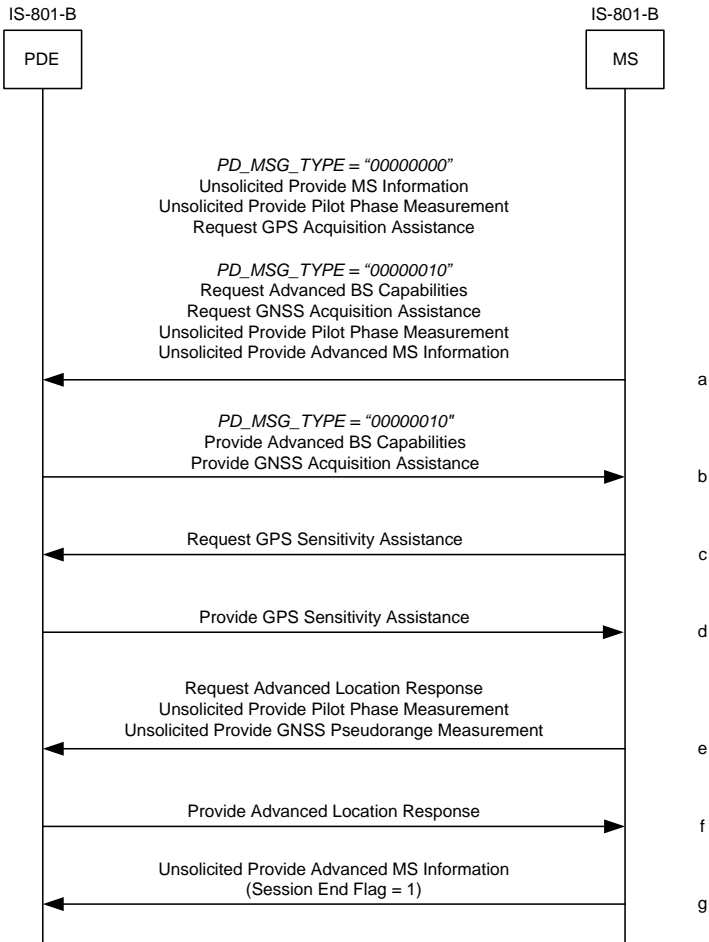 IS-801-B
IS-801-B
PDE
MS
PD_MSG_TYPE = “00000000”
Unsolicited Provide MS Information
Unsolicited Provide Pilot Phase Measurement
Request GPS Acquisition Assistance
PD_MSG_TYPE = “00000010”
Request Advanced BS Capabilities
Request GNSS Acquisition Assistance
Unsolicited Provide Pilot Phase Measurement
Unsolicited Provide Advanced MS Information
a
PD_MSG_TYPE = “00000010"
Provide Advanced BS Capabilities
Provide GNSS Acquisition Assistance
b
Request GPS Sensitivity Assistance
c
Provide GPS Sensitivity Assistance
d
Request Advanced Location Response
Unsolicited Provide Pilot Phase Measurement
Unsolicited Provide GNSS Pseudorange Measurement
e
Provide Advanced Location Response
f
Unsolicited Provide Advanced MS Information
(Session End Flag = 1)
g